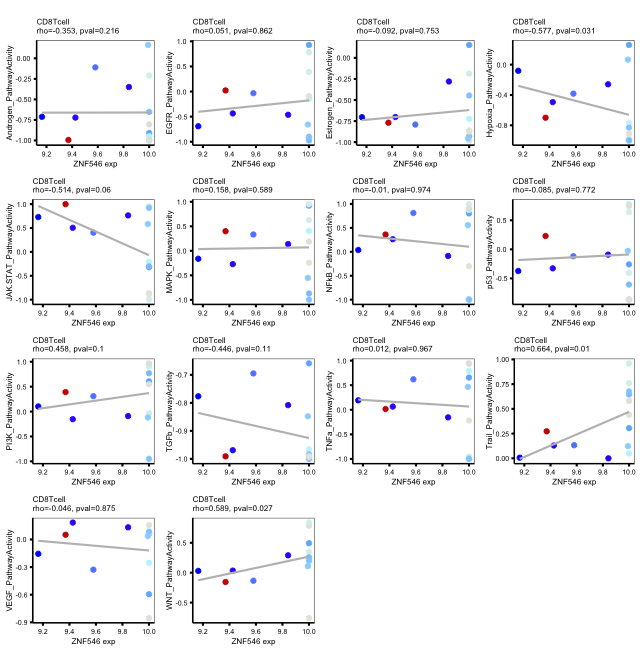 CD8Tcell
rho=-0.353, pval=0.216
Androgen_PathwayActivity
0.00
-0.25
-0.50
-0.75
-1.00
9.2 9.4 9.6 9.8 10.0
ZNF546 exp
CD8Tcell
rho=0.051, pval=0.862
EGFR_PathwayActivity
1.0
0.5
0.0
-0.5
-1.0
9.2 9.4 9.6 9.8 10.0
ZNF546 exp
CD8Tcell
rho=-0.092, pval=0.753
Estrogen_PathwayActivity
0.00
-0.25
-0.50
-0.75
-1.00
9.2 9.4 9.6 9.8 10.0
ZNF546 exp
CD8Tcell
rho=-0.577, pval=0.031
Hypoxia_PathwayActivity
0.0
-0.4
-0.8
9.2 9.4 9.6 9.8 10.0
ZNF546 exp
CD8Tcell
rho=-0.514, pval=0.06
JAK.STAT_PathwayActivity
1.0
0.5
0.0
-0.5
-1.0
9.2 9.4 9.6 9.8 10.0
ZNF546 exp
CD8Tcell
rho=0.158, pval=0.589
MAPK_PathwayActivity
1.0
0.5
0.0
-0.5
-1.0
9.2 9.4 9.6 9.8 10.0
ZNF546 exp
CD8Tcell
rho=-0.01, pval=0.974
NFkB_PathwayActivity
1.0
0.5
0.0
-0.5
-1.0
9.2 9.4 9.6 9.8 10.0
ZNF546 exp
CD8Tcell
rho=-0.085, pval=0.772
p53_PathwayActivity
0.5
0.0
-0.5
9.2 9.4 9.6 9.8 10.0
ZNF546 exp
CD8Tcell
rho=0.458, pval=0.1
PI3K_PathwayActivity
1.0
0.5
0.0
-0.5
-1.0
9.2 9.4 9.6 9.8 10.0
ZNF546 exp
CD8Tcell
rho=-0.446, pval=0.11
TGFb_PathwayActivity
-0.7
-0.8
-0.9
-1.0
9.2 9.4 9.6 9.8 10.0
ZNF546 exp
CD8Tcell
rho=0.012, pval=0.967
TNFa_PathwayActivity
1.0
0.5
0.0
-0.5
-1.0
9.2 9.4 9.6 9.8 10.0
ZNF546 exp
CD8Tcell
rho=0.664, pval=0.01
Trail_PathwayActivity
1.00
0.75
0.50
0.25
0.00
9.2 9.4 9.6 9.8 10.0
ZNF546 exp
CD8Tcell
rho=-0.046, pval=0.875
VEGF_PathwayActivity
0.0
-0.3
-0.6
-0.9
9.2 9.4 9.6 9.8 10.0
ZNF546 exp
CD8Tcell
rho=0.589, pval=0.027
WNT_PathwayActivity
0.5
0.0
-0.5
9.2 9.4 9.6 9.8 10.0
ZNF546 exp